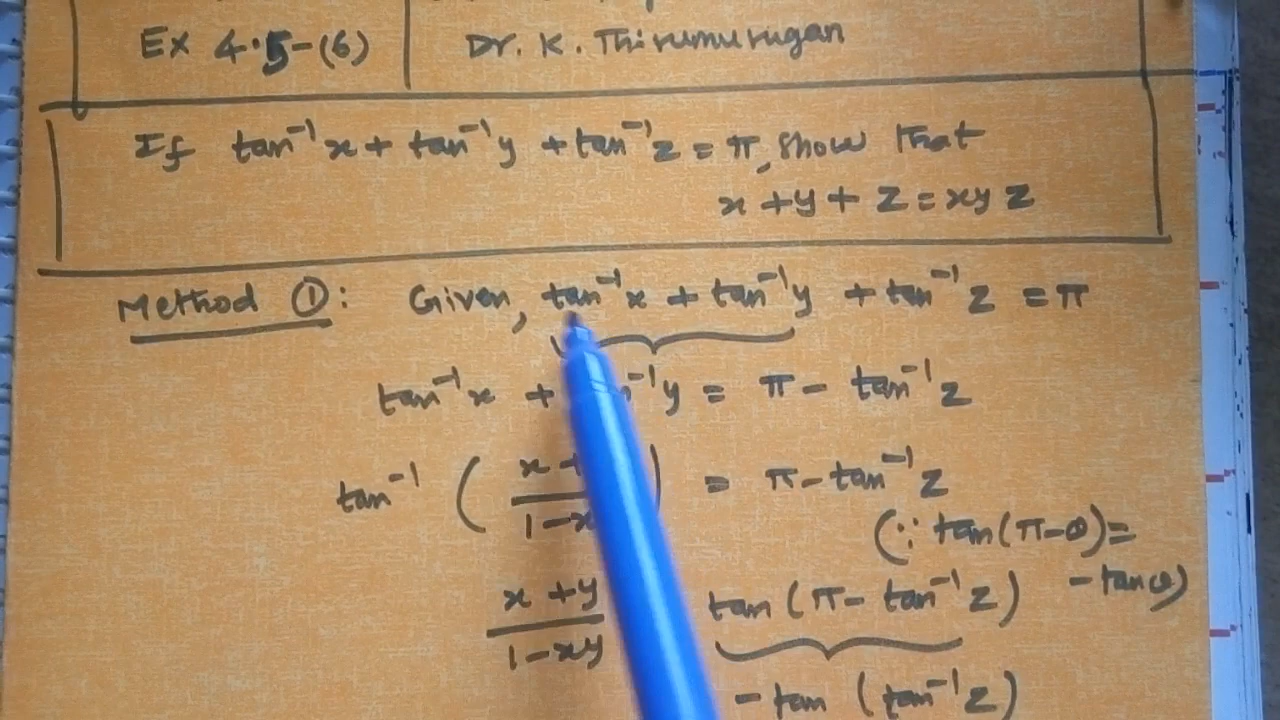 Ex 4.5-(6)
Dr. K. Thirumurugan
If tan⁻¹x + tan⁻¹y + tan⁻¹z = π, show that
x + y + z = xyz
Method ①: Given, tan⁻¹x + tan⁻¹y + tan⁻¹z = π
tan⁻¹x + ⁻¹y = π - tan⁻¹z
tan⁻¹ ( x + / 1-x ) = π - tan⁻¹z
(∵ tan(π-θ)=
-tanθ)
x + y / 1-xy tan(π - tan⁻¹z)
- tan (tan⁻¹z)